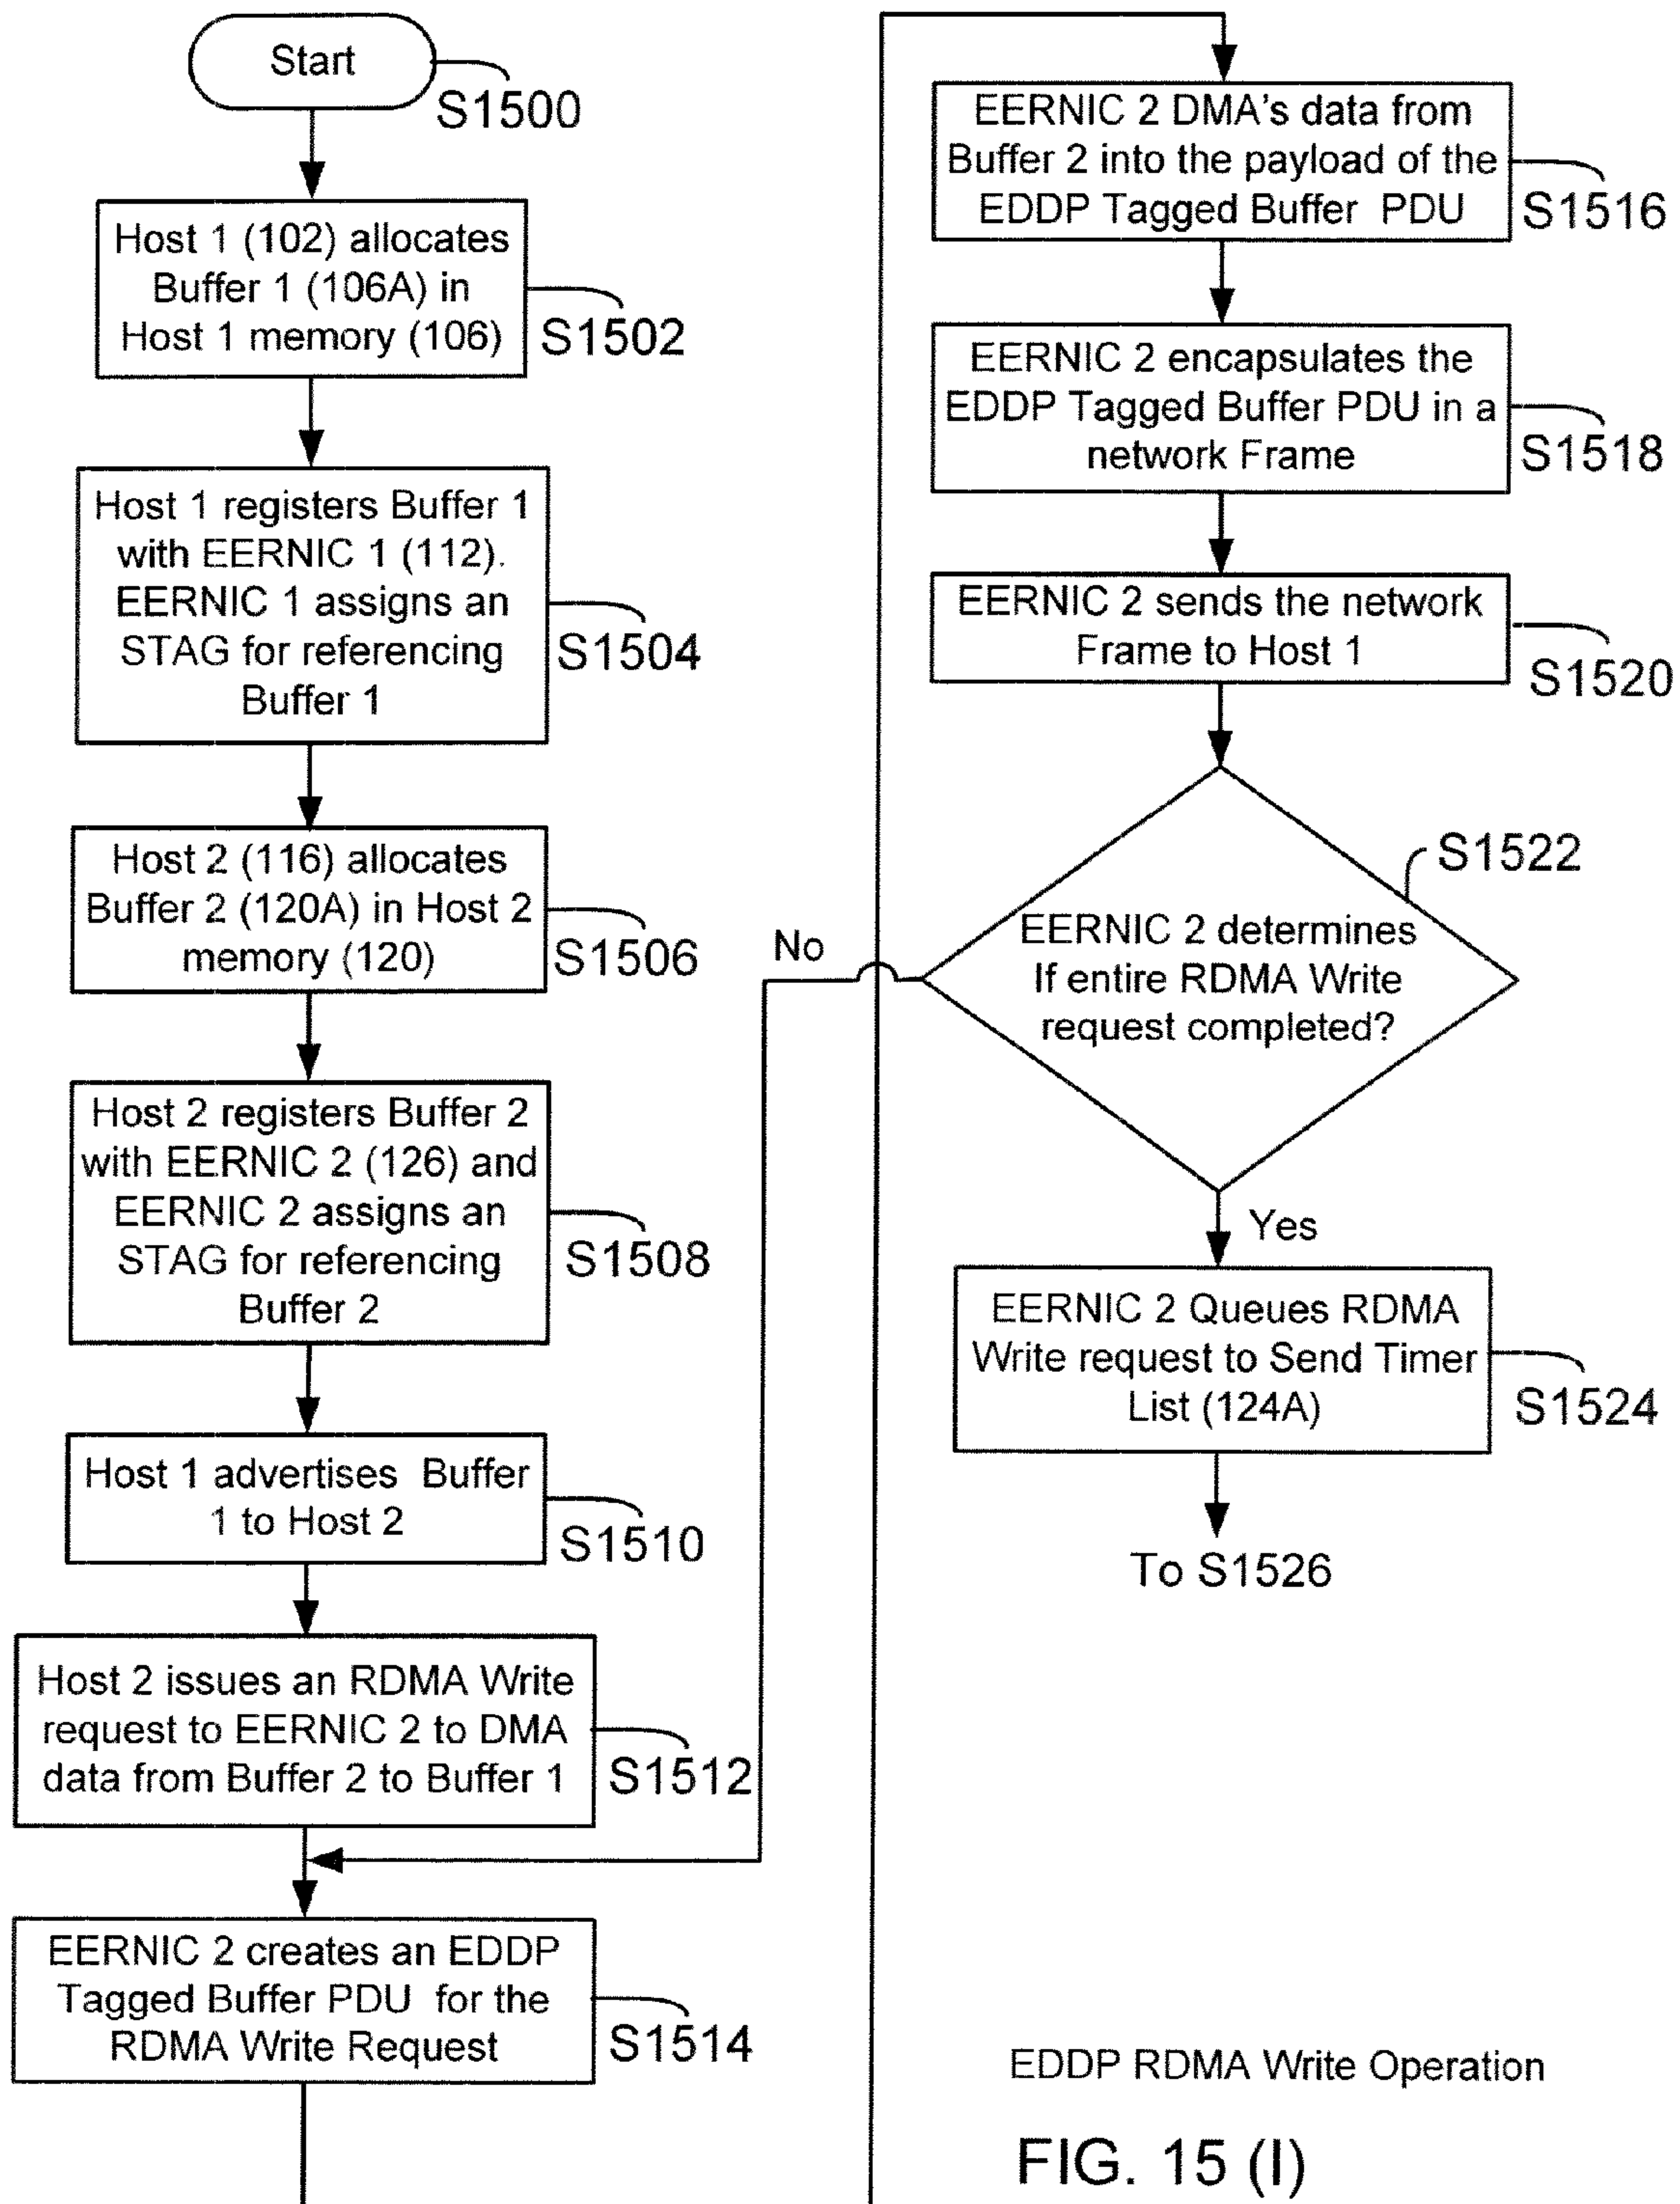 Start
S1500
Host 1 (102) allocates
Buffer 1 (106A) in
Host 1 memory (106)
S1502
Host 1 registers Buffer 1
with EERNIC 1 (112).
EERNIC 1 assigns an
STAG for referencing
Buffer 1
S1504
Host 2 (116) allocates
Buffer 2 (120A) in Host 2
memory (120)
S1506
Host 2 registers Buffer 2
with EERNIC 2 (126) and
EERNIC 2 assigns an
STAG for referencing
Buffer 2
S1508
Host 1 advertises Buffer
1 to Host 2
S1510
Host 2 issues an RDMA Write
request to EERNIC 2 to DMA
data from Buffer 2 to Buffer 1
S1512
EERNIC 2 creates an EDDP
Tagged Buffer PDU for the
RDMA Write Request
S1514
EERNIC 2 DMA's data from
Buffer 2 into the payload of the
EDDP Tagged Buffer PDU
S1516
EERNIC 2 encapsulates the
EDDP Tagged Buffer PDU in a
network Frame
S1518
EERNIC 2 sends the network
Frame to Host 1
S1520
EERNIC 2 determines
If entire RDMA Write
request completed?
S1522
No
Yes
EERNIC 2 Queues RDMA
Write request to Send Timer
List (124A)
S1524
To S1526
EDDP RDMA Write Operation
FIG. 15 (I)